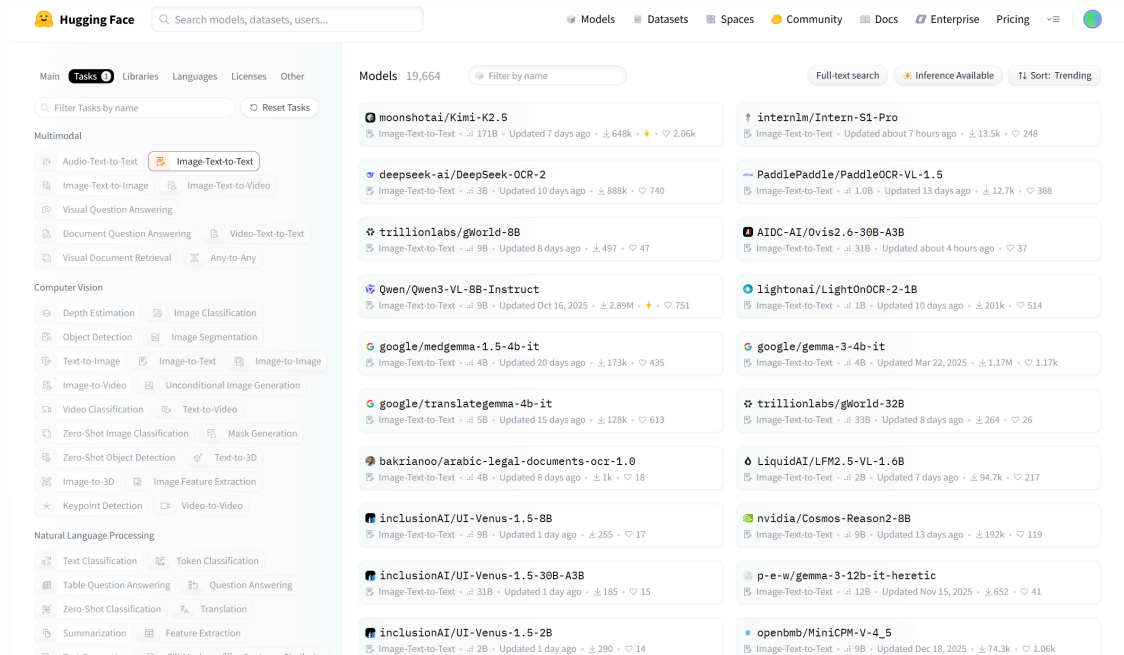 Hugging Face
Search models, datasets, users...
Models
Datasets
Spaces
Community
Docs
Enterprise
Pricing
Main
Tasks 1
Libraries
Languages
Licenses
Other
Filter Tasks by name
Reset Tasks
Multimodal
Audio-Text-to-Text
Image-Text-to-Text
Image-Text-to-Image
Image-Text-to-Video
Visual Question Answering
Document Question Answering
Video-Text-to-Text
Visual Document Retrieval
Any-to-Any
Computer Vision
Depth Estimation
Image Classification
Object Detection
Image Segmentation
Text-to-Image
Image-to-Text
Image-to-Image
Image-to-Video
Unconditional Image Generation
Video Classification
Text-to-Video
Zero-Shot Image Classification
Mask Generation
Zero-Shot Object Detection
Text-to-3D
Image-to-3D
Image Feature Extraction
Keypoint Detection
Video-to-Video
Natural Language Processing
Text Classification
Token Classification
Table Question Answering
Question Answering
Zero-Shot Classification
Translation
Summarization
Feature Extraction
Models 19,664
Filter by name
Full-text search
Inference Available
Sort: Trending
moonshotai/Kimi-K2.5
Image-Text-to-Text • 171B • Updated 7 days ago • 648k • 2.06k
internlm/Intern-S1-Pro
Image-Text-to-Text • Updated about 7 hours ago • 13.5k • 248
deepseek-ai/DeepSeek-OCR-2
Image-Text-to-Text • 3B • Updated 10 days ago • 888k • 740
PaddlePaddle/PaddleOCR-VL-1.5
Image-Text-to-Text • 1.0B • Updated 13 days ago • 12.7k • 388
trillionlabs/gWorld-8B
Image-Text-to-Text • 9B • Updated 8 days ago • 497 • 47
AIDC-AI/Ovis2.6-30B-A3B
Image-Text-to-Text • 31B • Updated about 4 hours ago • 37
Qwen/Qwen3-VL-8B-Instruct
Image-Text-to-Text • 9B • Updated Oct 16, 2025 • 2.89M • 751
lightonai/LightOnOCR-2-1B
Image-Text-to-Text • 1B • Updated 10 days ago • 201k • 514
google/medgemma-1.5-4b-it
Image-Text-to-Text • 4B • Updated 20 days ago • 173k • 435
google/gemma-3-4b-it
Image-Text-to-Text • 4B • Updated Mar 22, 2025 • 1.17M • 1.17k
google/translategemma-4b-it
Image-Text-to-Text • 5B • Updated 15 days ago • 128k • 613
trillionlabs/gWorld-32B
Image-Text-to-Text • 33B • Updated 8 days ago • 264 • 26
bakrianoo/arabic-legal-documents-ocr-1.0
Image-Text-to-Text • 4B • Updated 8 days ago • 1k • 18
LiquidAI/LFM2.5-VL-1.6B
Image-Text-to-Text • 2B • Updated 7 days ago • 94.7k • 217
inclusionAI/UI-Venus-1.5-8B
Image-Text-to-Text • 9B • Updated 1 day ago • 255 • 17
nvidia/Cosmos-Reason2-8B
Image-Text-to-Text • 9B • Updated 13 days ago • 192k • 119
inclusionAI/UI-Venus-1.5-30B-A3B
Image-Text-to-Text • 31B • Updated 1 day ago • 185 • 15
p-e-w/gemma-3-12b-it-heretic
Image-Text-to-Text • 12B • Updated Nov 15, 2025 • 652 • 41
inclusionAI/UI-Venus-1.5-2B
Image-Text-to-Text • 2B • Updated 1 day ago • 290 • 14
openbmb/MiniCPM-V-4_5
Image-Text-to-Text • 9B • Updated Dec 18, 2025 • 74.3k • 1.06k